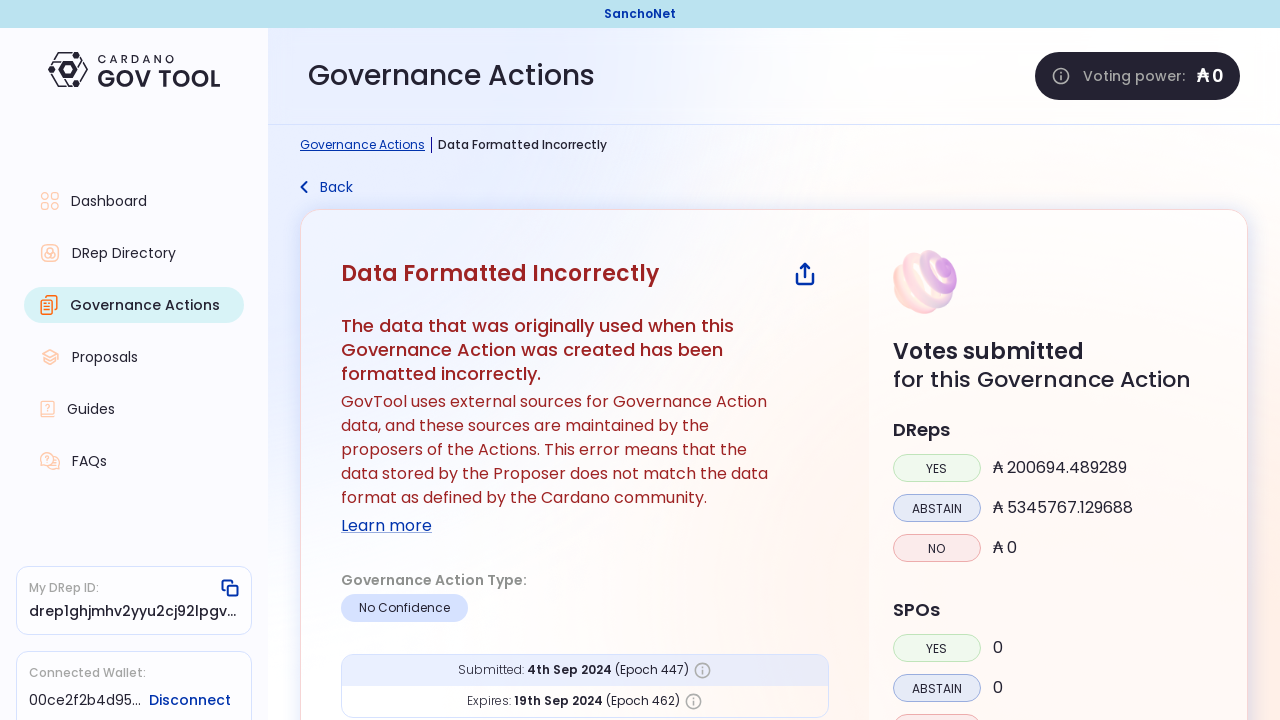 SanchoNet
CARDANO
GOV TOOL
Governance Actions
Voting power: ₳ 0
Governance Actions | Data Formatted Incorrectly
Dashboard
DRep Directory
Governance Actions
Proposals
Guides
FAQs
My DRep ID:
drep1ghjmhv2yyu2cj92lpgv...
Connected Wallet:
00ce2f2b4d95... Disconnect
Back
Data Formatted Incorrectly
The data that was originally used when this
Governance Action was created has been
formatted incorrectly.
GovTool uses external sources for Governance Action
data, and these sources are maintained by the
proposers of the Actions. This error means that the
data stored by the Proposer does not match the data
format as defined by the Cardano community.
Learn more
Governance Action Type:
No Confidence
Submitted: 4th Sep 2024 (Epoch 447)
Expires: 19th Sep 2024 (Epoch 462)
Votes submitted
for this Governance Action
DReps
YES ₳ 200694.489289
ABSTAIN ₳ 5345767.129688
NO ₳ 0
SPOs
YES 0
ABSTAIN 0